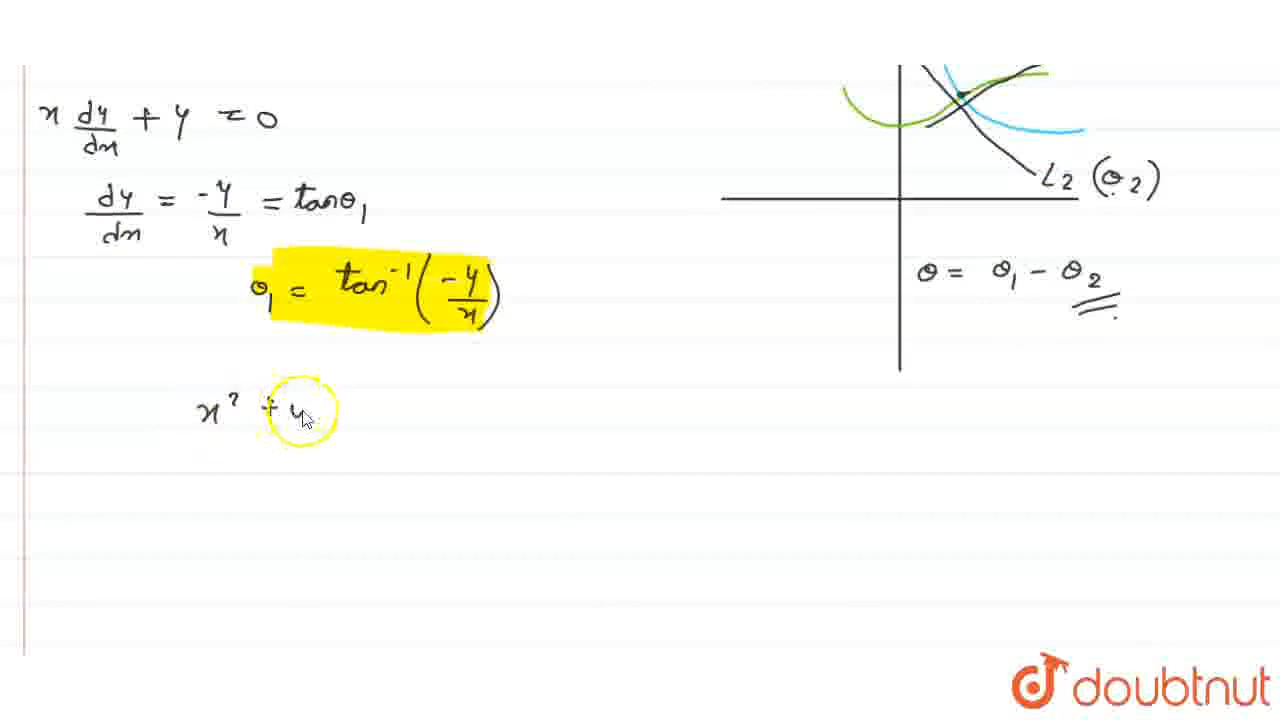 x dy/dx + y = 0
dy/dx = -y/x = tanθ₁
θ₁ = tan⁻¹(-y/x)
x² + y
L₂ (θ₂)
θ = θ₁ - θ₂
doubtnut